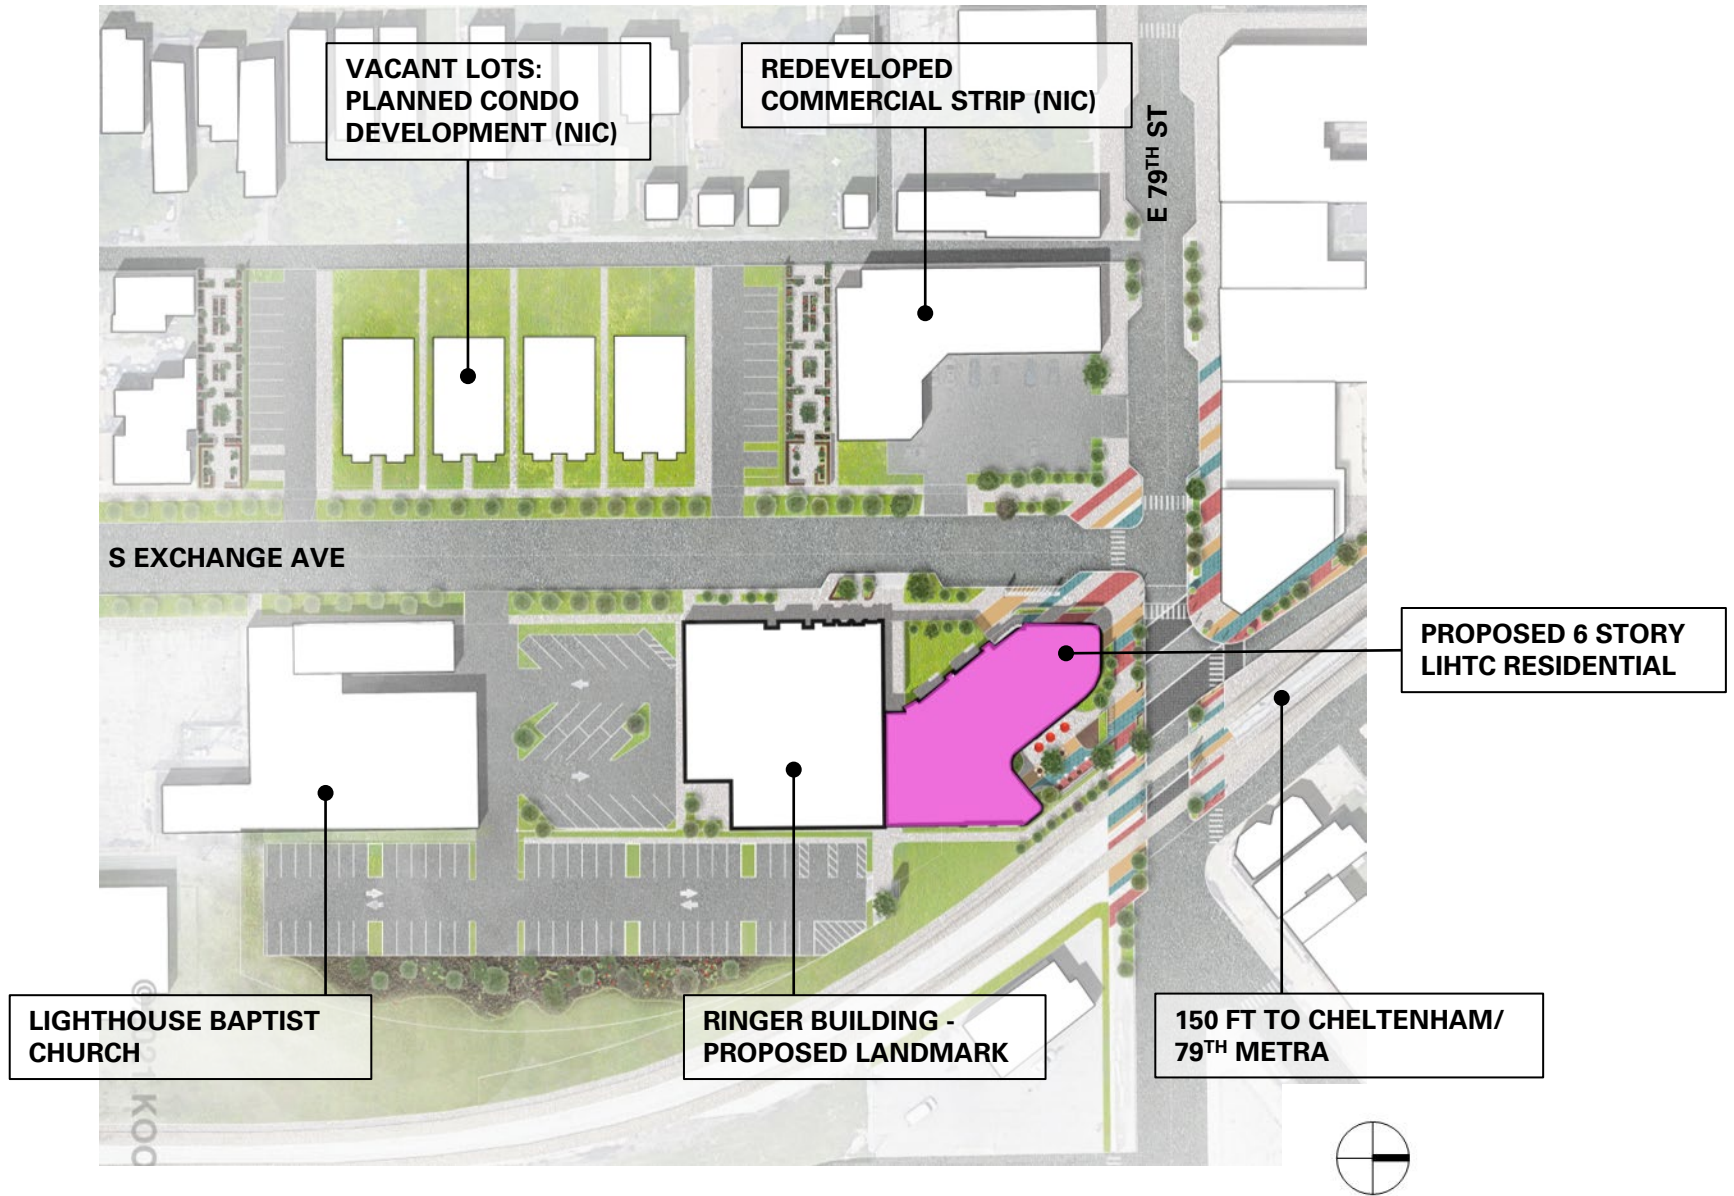 VACANT LOTS:
PLANNED CONDO
DEVELOPMENT (NIC)
REDEVELOPED
COMMERCIAL STRIP (NIC)
E 79TH ST
S EXCHANGE AVE
PROPOSED 6 STORY
LIHTC RESIDENTIAL
LIGHTHOUSE BAPTIST
CHURCH
RINGER BUILDING -
PROPOSED LANDMARK
150 FT TO CHELTENHAM/
79TH METRA